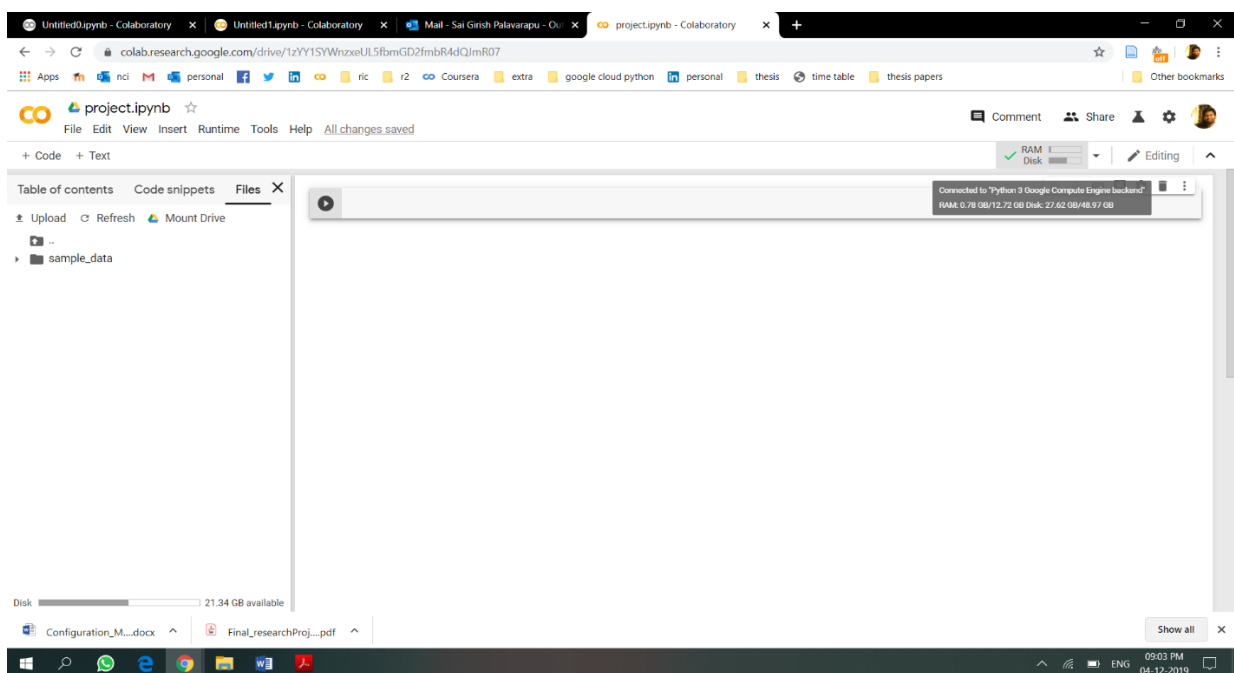 Untitled0.ipynb - Colaboratory Untitled1.ipynb - Colaboratory Mail - Sai Girish Palavarapu - Ou project.ipynb - Colaboratory
colab.research.google.com/drive/1zYY1SYWnzxeUL5fbmGD2fmbR4dQJmR07
Apps nci personal ric r2 Coursera extra google cloud python personal thesis time table thesis papers Other bookmarks
project.ipynb
Comment Share
File Edit View Insert Runtime Tools Help All changes saved
+ Code + Text
RAM
Disk
Editing
Table of contents Code snippets Files
Connected to "Python 3 Google Compute Engine backend"
RAM: 0.78 GB/12.72 GB Disk: 27.62 GB/48.97 GB
Upload Refresh Mount Drive
..
sample_data
Disk 21.34 GB available
Configuration_M....docx Final_researchProj....pdf Show all
ENG
09:03 PM
04-12-2019